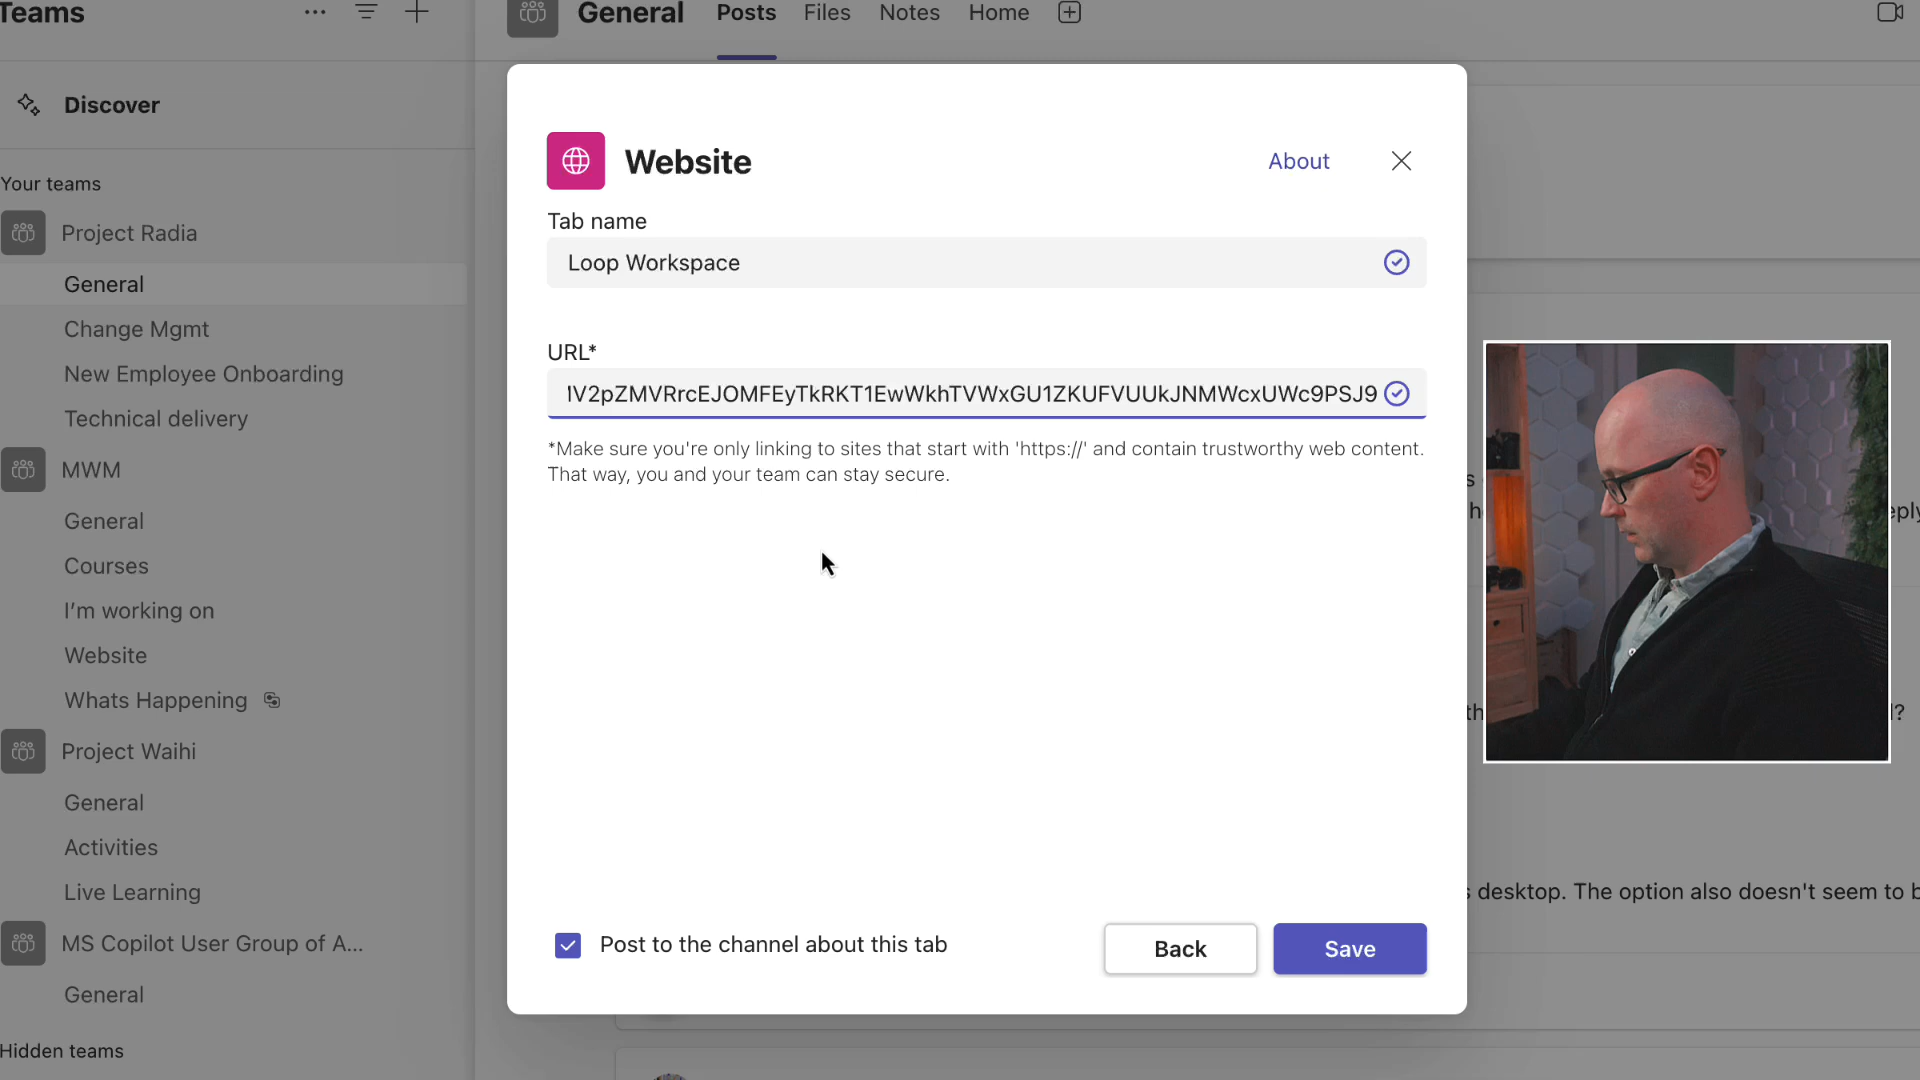 Teams
Discover
Your teams
Project Radia
General
Change Mgmt
New Employee Onboarding
Technical delivery
MWM
General
Courses
I'm working on
Website
Whats Happening
Project Waihi
General
Activities
Live Learning
MS Copilot User Group of A...
General
Hidden teams
General Posts Files Notes Home
Website About
Tab name
Loop Workspace
URL*
IV2pZMVRrcEJOMFEyTkRKT1EwWkhTVWxGU1ZKUFVUUkJNMWcxUWc9PSJ9
*Make sure you're only linking to sites that start with 'https://' and contain trustworthy web content.
That way, you and your team can stay secure.
Post to the channel about this tab Back Save
desktop. The option also doesn't seem to b